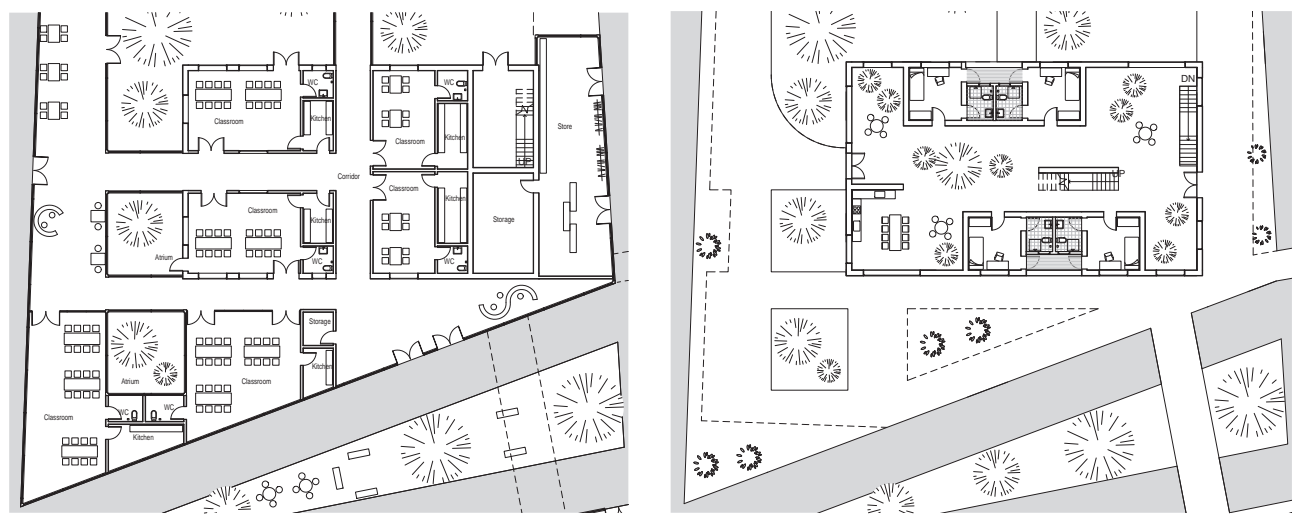 WC
Kitchen
Classroom
WC
Kitchen
Classroom
UP
Store
Corridor
Classroom
Kitchen
WC
Atrium
Classroom
Kitchen
WC
Storage
Storage
Kitchen
Classroom
Atrium
WC
WC
Classroom
Kitchen
DN
UP